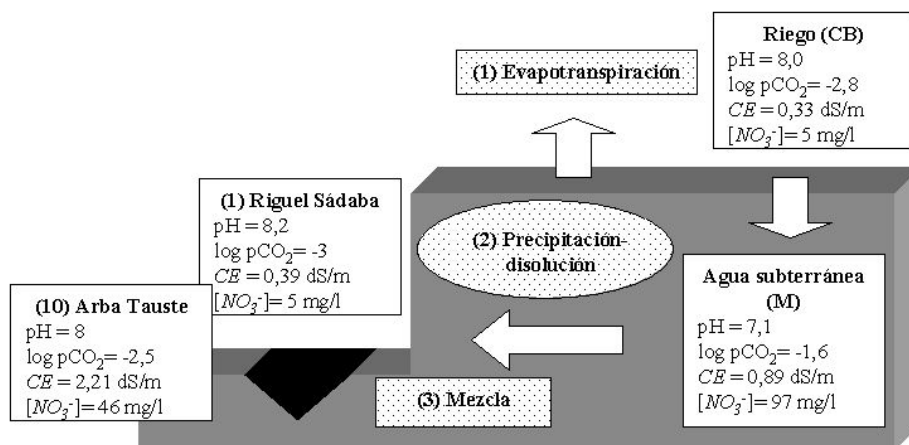 Riego (CB)
pH = 8,0
log pCO2= -2,8
CE = 0,33 dS/m
[NO3-]= 5 mg/l
(1) Evapotranspiración
(1) Riguel Sádaba
pH = 8,2
log pCO2= -3
CE = 0,39 dS/m
[NO3-]= 5 mg/l
(2) Precipitación-
disolución
Agua subterránea
(M)
pH = 7,1
log pCO2= -1,6
CE = 0,89 dS/m
[NO3-]= 97 mg/l
(10) Arba Tauste
pH = 8
log pCO2= -2,5
CE = 2,21 dS/m
[NO3-]= 46 mg/l
(3) Mezcla